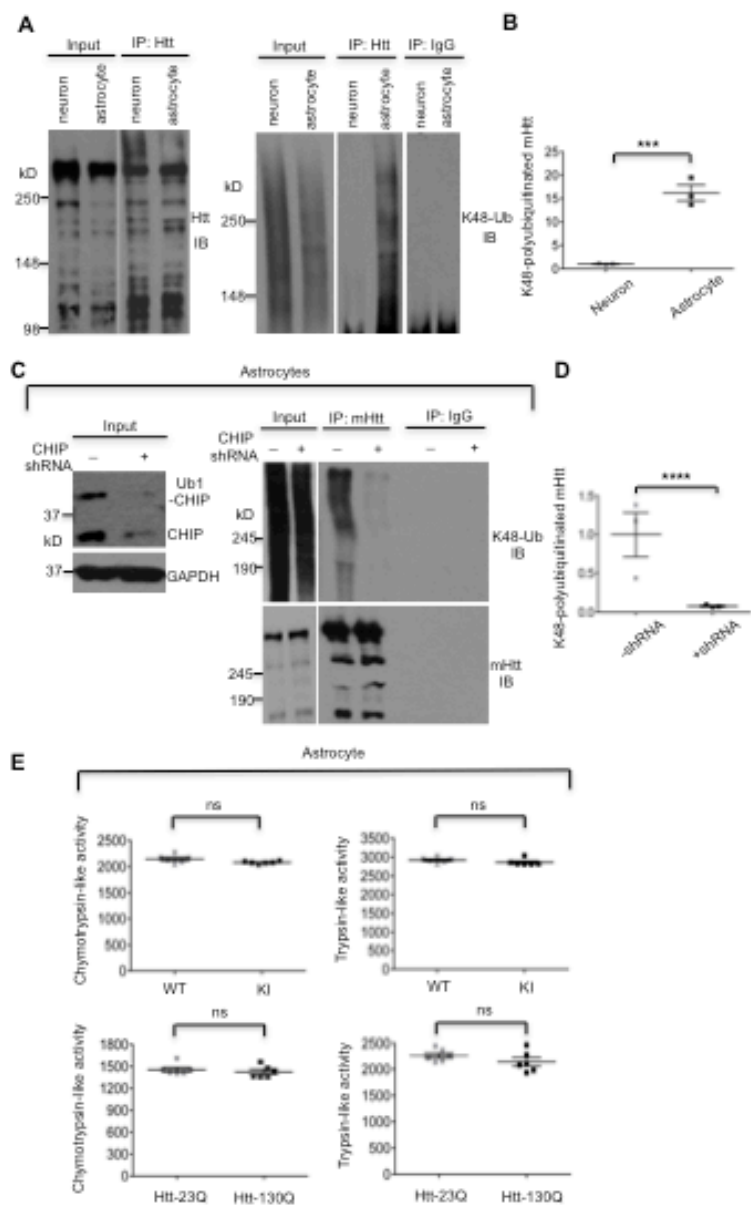 A
Input IP: Htt
neuron astrocyte neuron astrocyte
kD
250
148
98
Htt
IB
Input IP: Htt IP: IgG
neuron astrocyte neuron astrocyte neuron astrocyte
kD
250
148
K48-Ub
IB
B
K48-polyubiquitinated mHtt
25
20
15
10
5
0
***
Neuron Astrocyte
C
Astrocytes
Input
CHIP
shRNA
– +
Ub1
-CHIP
37
kD
CHIP
37
GAPDH
Input IP: mHtt IP: IgG
CHIP
shRNA
– + – + – +
kD
245
190
K48-Ub
IB
245
190
mHtt
IB
D
K48-polyubiquitinated mHtt
1.5
1.0
0.5
0.0
****
-shRNA +shRNA
E
Astrocyte
Chymotrypsin-like activity
2500
2000
1500
1000
500
0
ns
WT KI
Trypsin-like activity
3500
3000
2500
2000
1500
1000
500
0
ns
WT KI
Chymotrypsin-like activity
1800
1500
1200
900
600
300
0
ns
Htt-23Q Htt-130Q
Trypsin-like activity
2500
2000
1500
1000
500
0
ns
Htt-23Q Htt-130Q